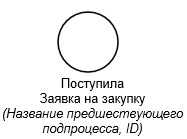 Поступила
Заявка на закупку
(Название предшествующего
подпроцесса, ID)